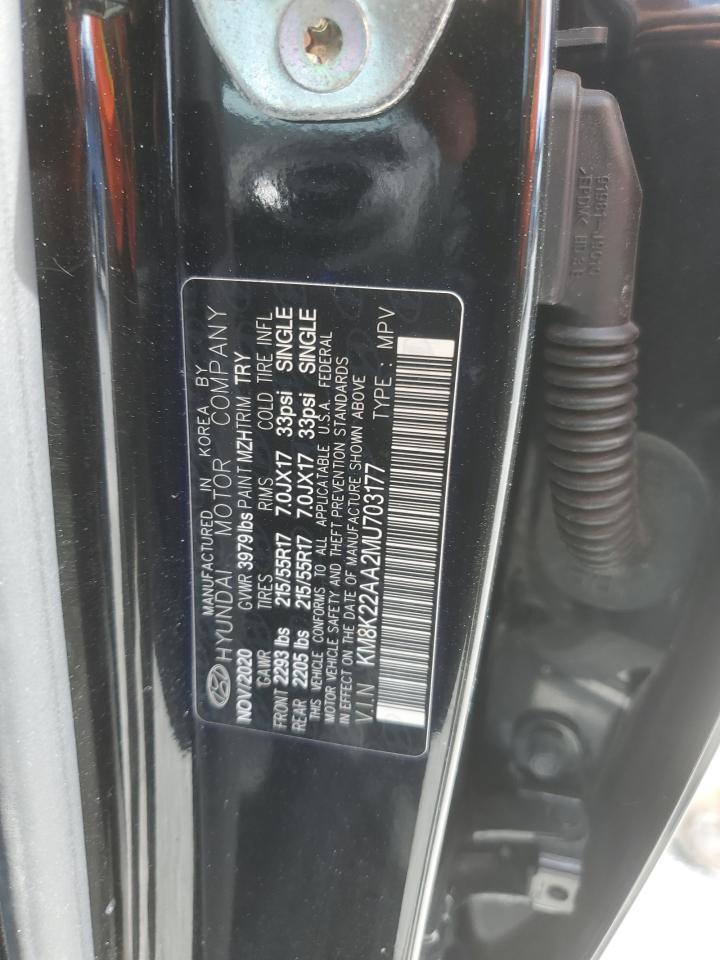 MANUFACTURED IN KOREA BY
HYUNDAI MOTOR COMPANY
NOV/2020 GVWR 3979 lbs PAINT MZH TRIM TRY
GAWR TIRES RIMS COLD TIRE INFL
FRONT 2293 lbs 215/55R17 7.0JX17 33psi SINGLE
REAR 2205 lbs 215/55R17 7.0JX17 33psi SINGLE
THIS VEHICLE CONFORMS TO ALL APPLICATABLE U.S.A. FEDERAL
MOTOR VEHICLE SAFETY AND THEFT PREVENTION STANDARDS
IN EFFECT ON THE DATE OF MANUFACTURE SHOWN ABOVE
V.I.N KM8K22AA2MU703177 TYPE : MPV